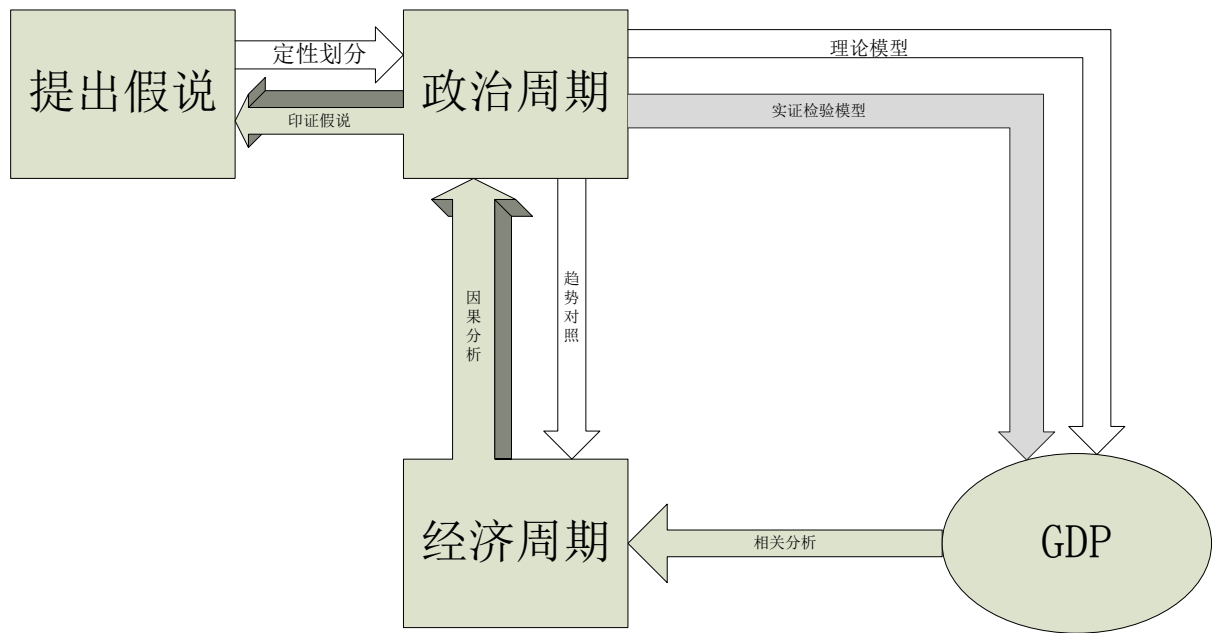 提出假说
定性划分
印证假说
政治周期
理论模型
实证检验模型
因果分析
趋势对照
经济周期
相关分析
GDP